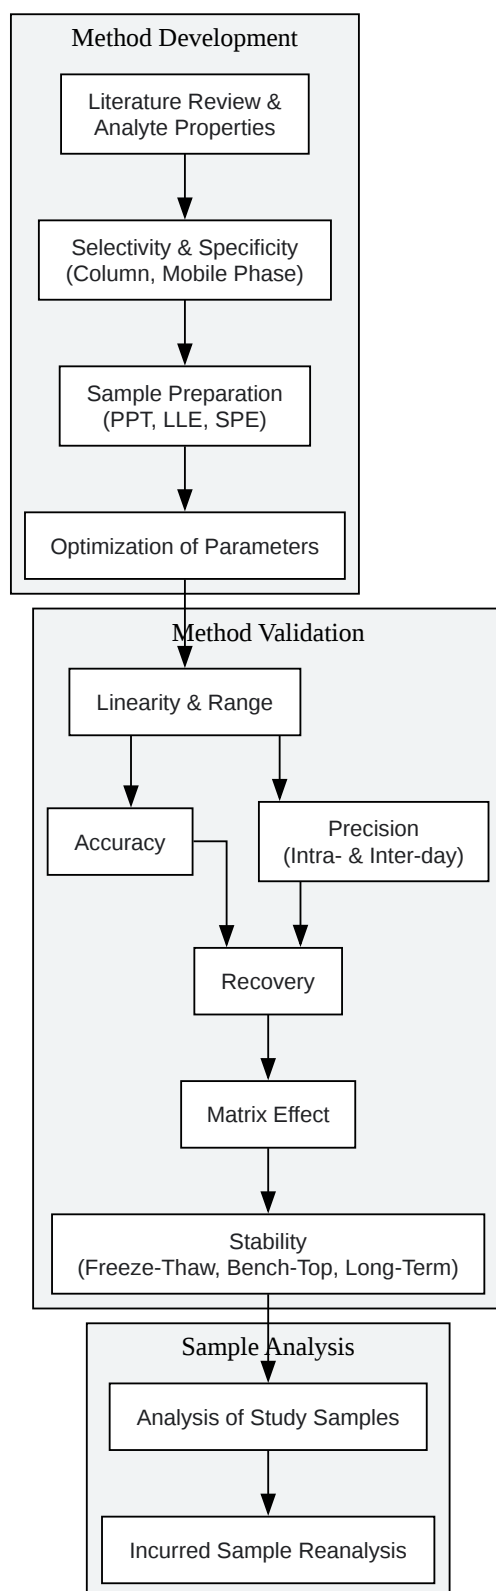 Method Development
Literature Review &
Analyte Properties
Selectivity & Specificity
(Column, Mobile Phase)
Sample Preparation
(PPT, LLE, SPE)
Optimization of Parameters
Method Validation
Linearity & Range
Accuracy
Precision
(Intra- & Inter-day)
Recovery
Matrix Effect
Stability
(Freeze-Thaw, Bench-Top, Long-Term)
Sample Analysis
Analysis of Study Samples
Incurred Sample Reanalysis